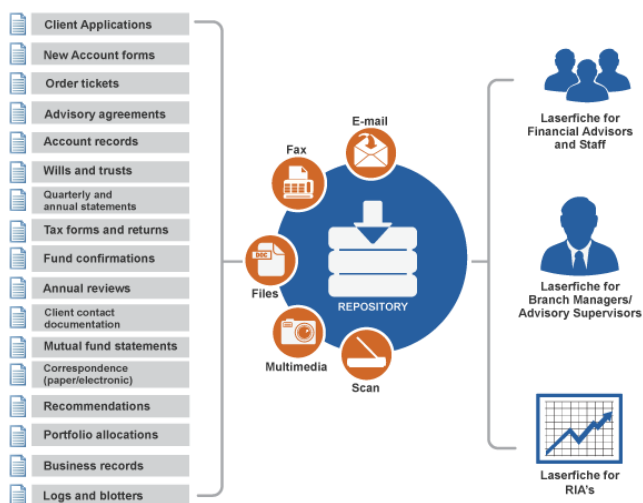 Client Applications
New Account forms
Order tickets
Advisory agreements
Account records
Wills and trusts
Quarterly and
annual statements
Tax forms and returns
Fund confirmations
Annual reviews
Client contact
documentation
Mutual fund statements
Correspondence
(paper/electronic)
Recommendations
Portfolio allocations
Business records
Logs and blotters
E-mail
Fax
DOC
Files
Multimedia
Scan
REPOSITORY
Laserfiche for
Financial Advisors
and Staff
Laserfiche for
Branch Managers/
Advisory Supervisors
Laserfiche for
RIA's